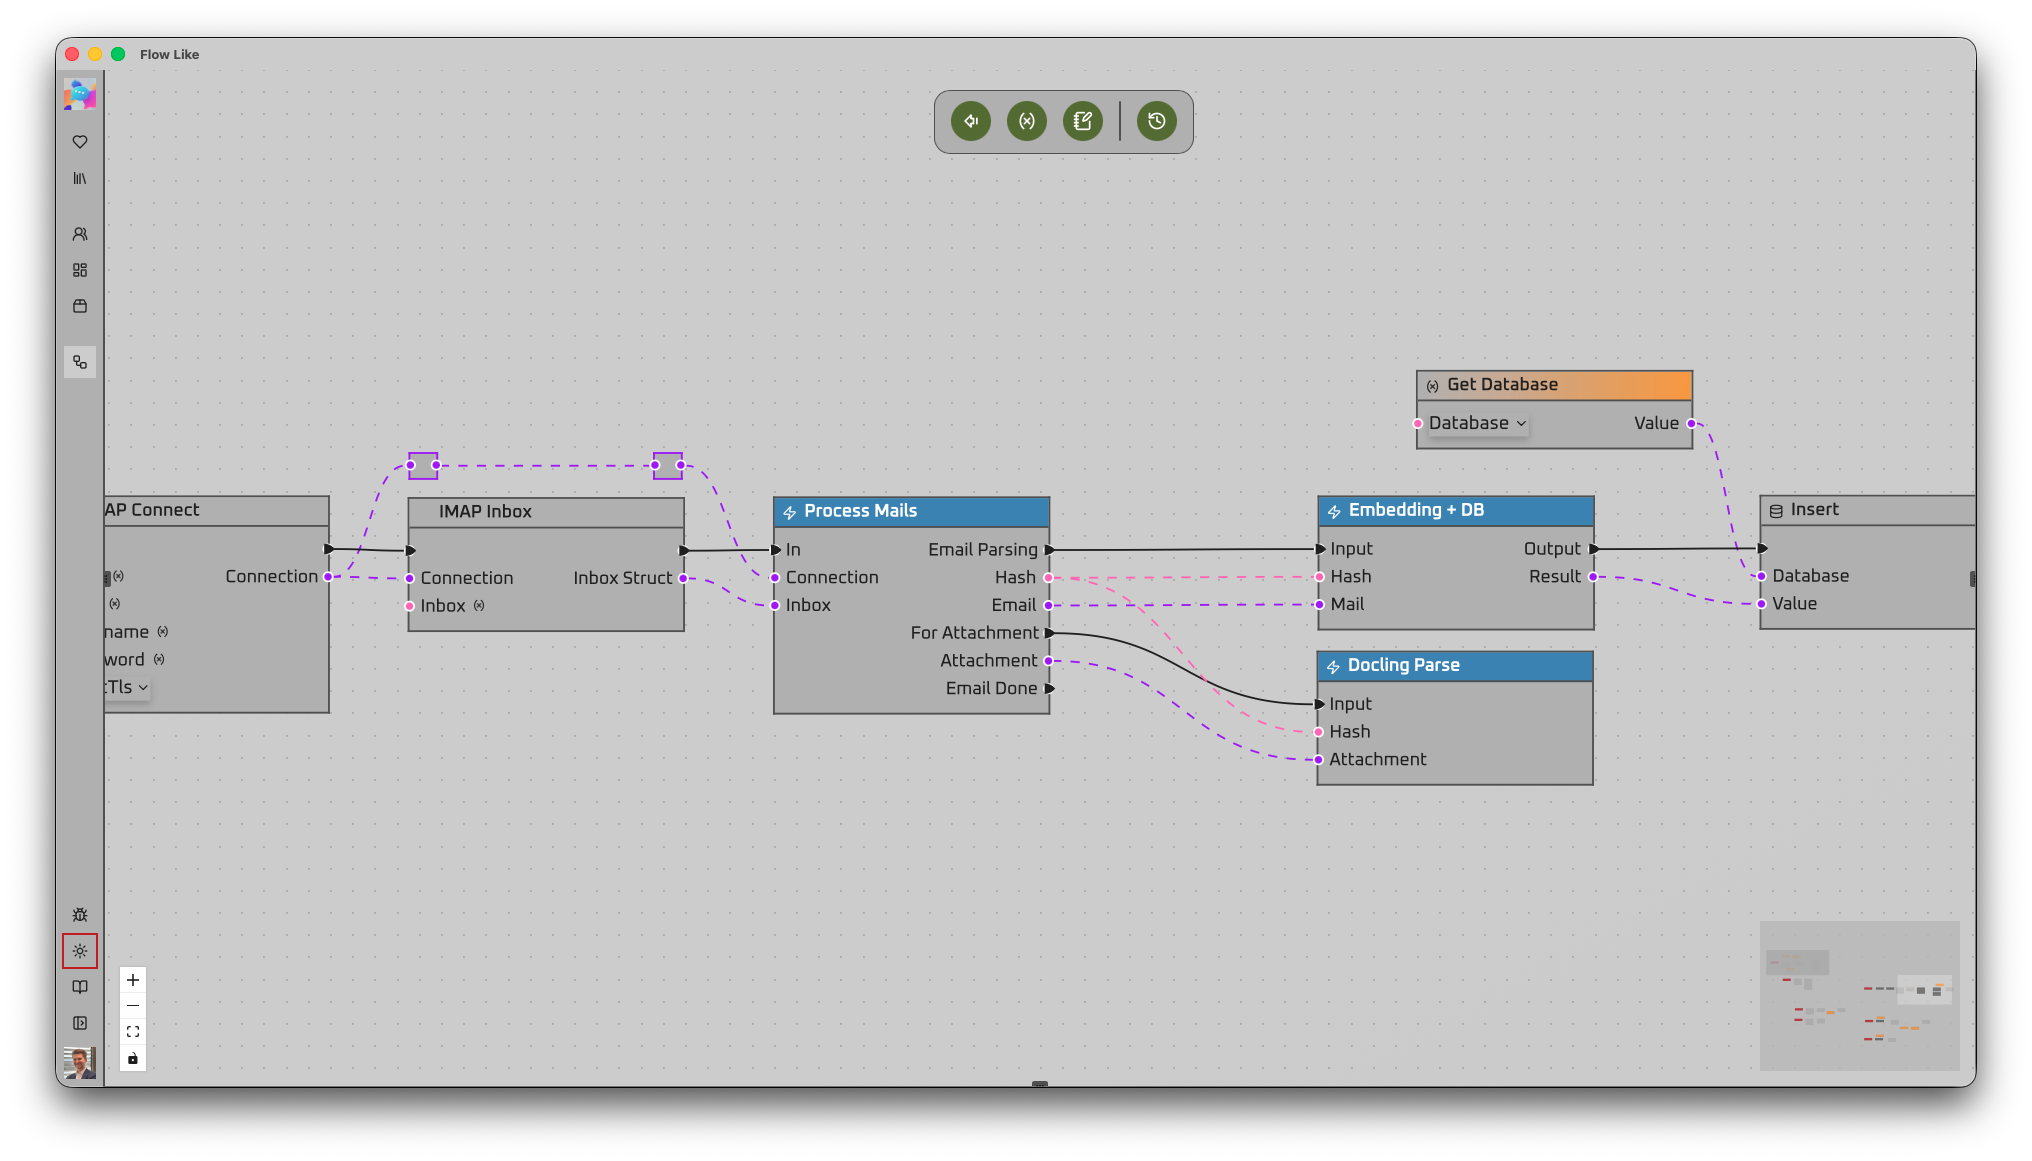 Flow Like
Get Database
Database
Value
AP Connect
Connection
name
word
tTls
IMAP Inbox
Connection
Inbox Struct
Inbox
Process Mails
In
Email Parsing
Connection
Hash
Inbox
Email
For Attachment
Attachment
Email Done
Embedding + DB
Input
Output
Hash
Result
Mail
Docling Parse
Input
Hash
Attachment
Insert
Database
Value